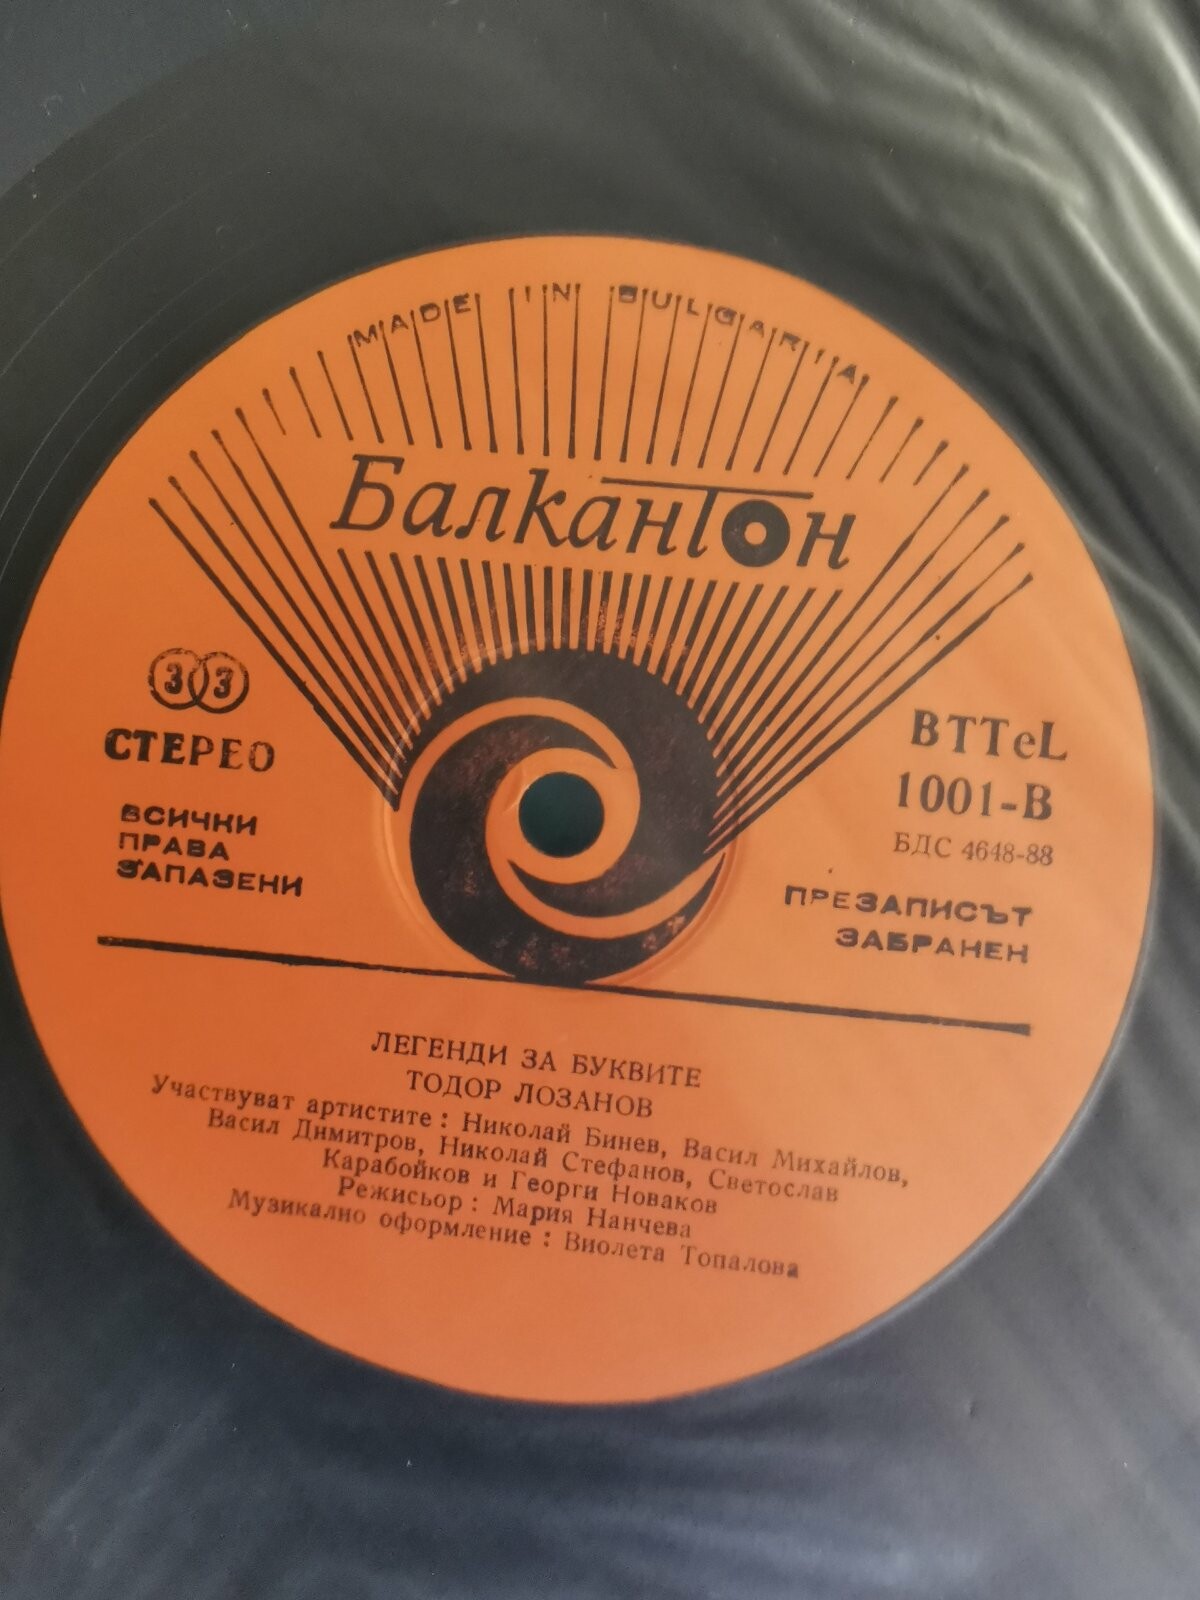 MADE IN BULGARIA
Балкантон
33
СТЕРЕО
ВСИЧКИ
ПРАВА
ЗАПАЗЕНИ
BTTeL
1001-B
БДС 4648-88
ПРЕЗАПИСЪТ
ЗАБРАНЕН
ЛЕГЕНДИ ЗА БУКВИТЕ
ТОДОР ЛОЗАНОВ
Участвуват артистите : Николай Бинев, Васил Михайлов,
Васил Димитров, Николай Стефанов, Светослав
Карабойков и Георги Новаков
Режисьор : Мария Нанчева
Музикално оформление : Виолета Топалова